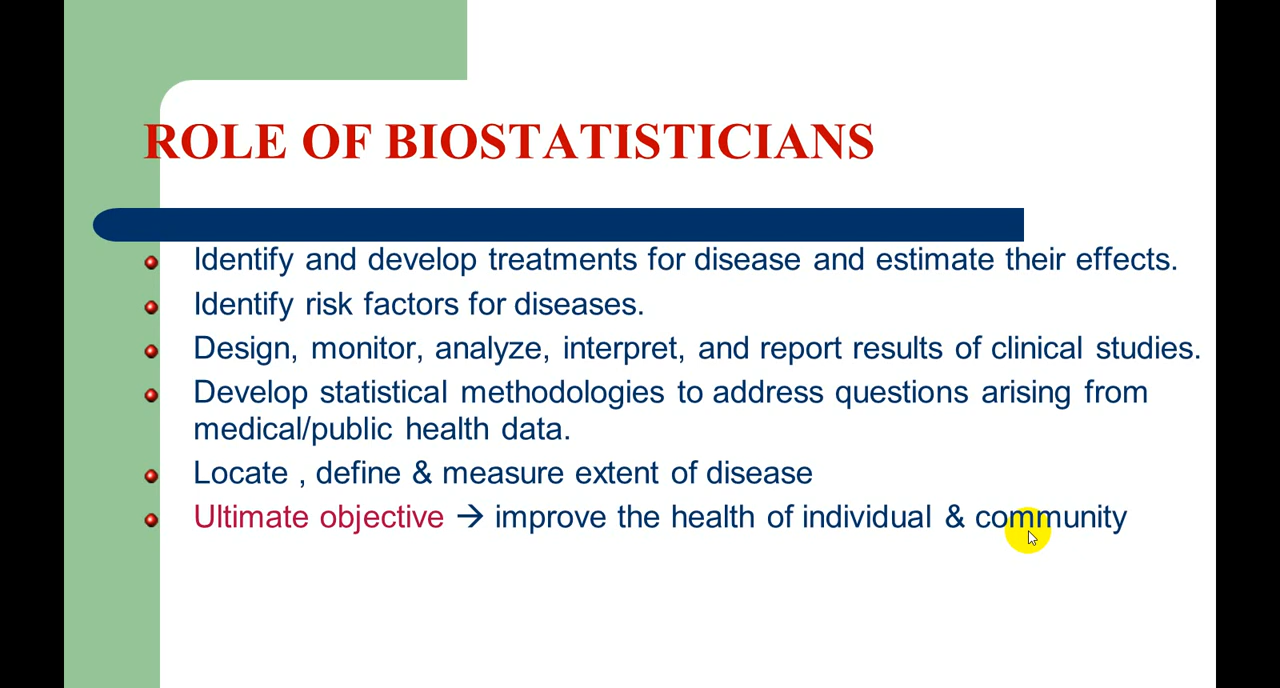 ROLE OF BIOSTATISTICIANS
Identify and develop treatments for disease and estimate their effects.
Identify risk factors for diseases.
Design, monitor, analyze, interpret, and report results of clinical studies.
Develop statistical methodologies to address questions arising from
medical/public health data.
Locate , define & measure extent of disease
Ultimate objective → improve the health of individual & community